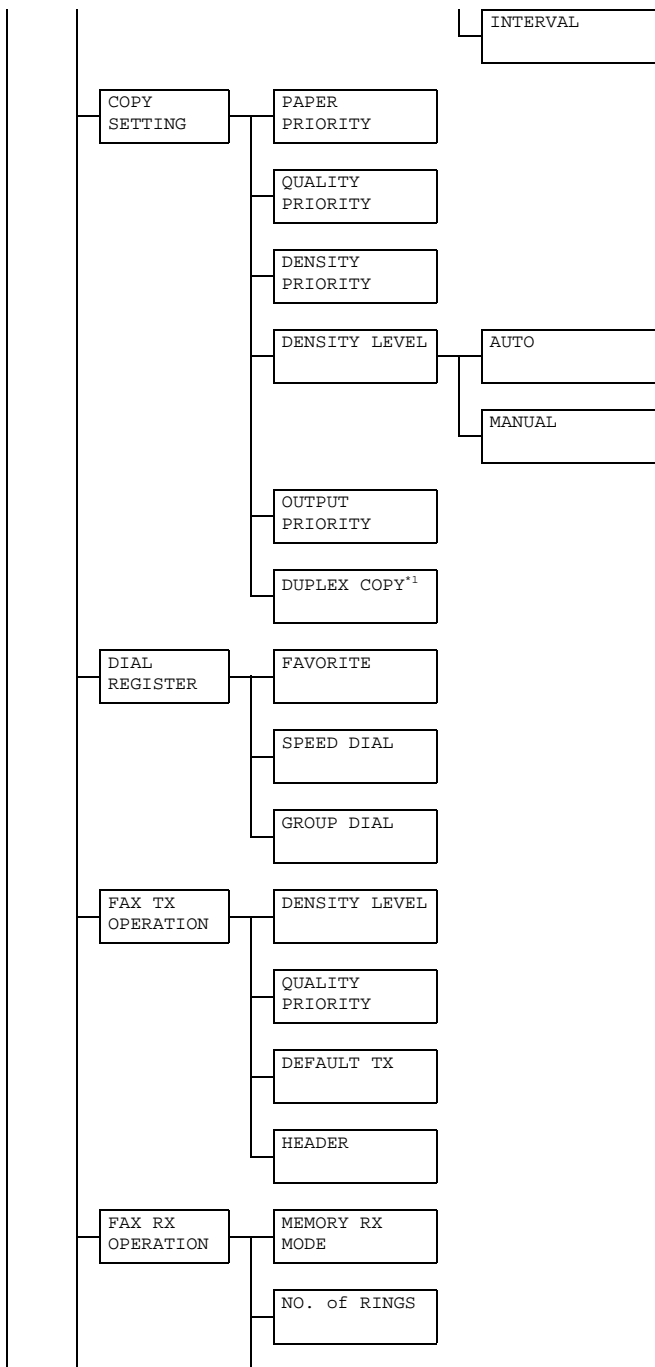 INTERVAL
COPY
SETTING
PAPER
PRIORITY
QUALITY
PRIORITY
DENSITY
PRIORITY
DENSITY LEVEL
AUTO
MANUAL
OUTPUT
PRIORITY
DUPLEX COPY*1
DIAL
REGISTER
FAVORITE
SPEED DIAL
GROUP DIAL
FAX TX
OPERATION
DENSITY LEVEL
QUALITY
PRIORITY
DEFAULT TX
HEADER
FAX RX
OPERATION
MEMORY RX
MODE
NO. of RINGS